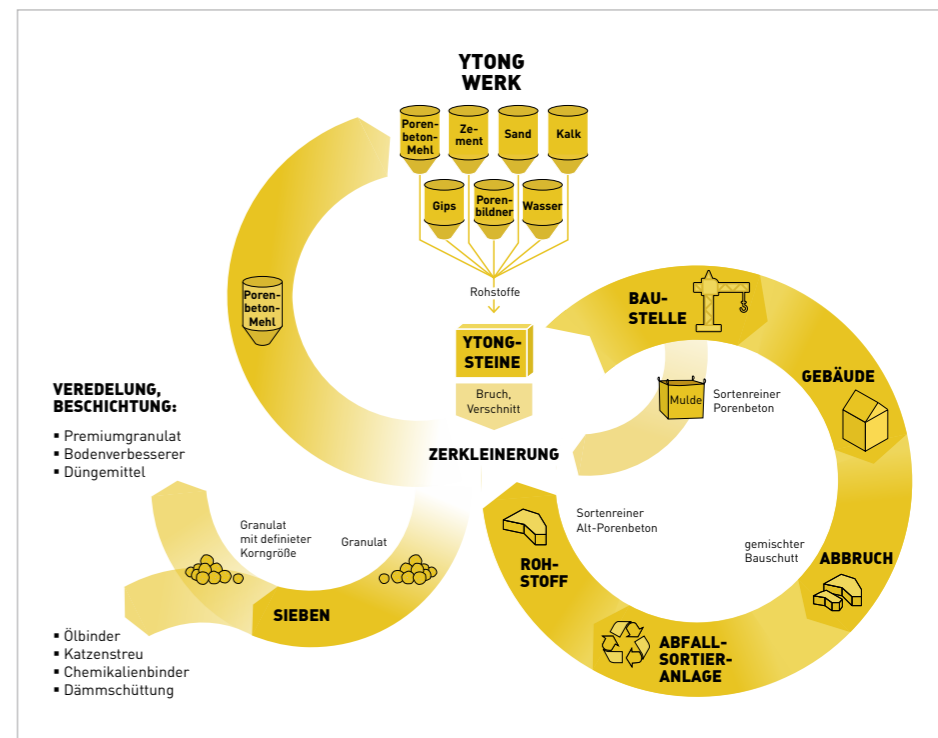 YTONG
WERK
Poren-
beton-
Mehl
Ze-
ment
Sand
Kalk
Gips
Poren-
bildner
Wasser
Rohstoffe
YTONG-
STEINE
Bruch,
Verschnitt
ZERKLEINERUNG
Poren-
beton-
Mehl
BAU-
STELLE
Mulde
Sortenreiner
Porenbeton
GEBÄUDE
gemischter
Bauschutt
ABBRUCH
ABFALL-
SORTIER-
ANLAGE
ROH-
STOFF
Sortenreiner
Alt-Porenbeton
VEREDELUNG,
BESCHICHTUNG:
▪ Premiumgranulat
▪ Bodenverbesserer
▪ Düngemittel
Granulat
mit definieter
Korngröße
Granulat
SIEBEN
▪ Ölbinder
▪ Katzenstreu
▪ Chemikalienbinder
▪ Dämmschüttung